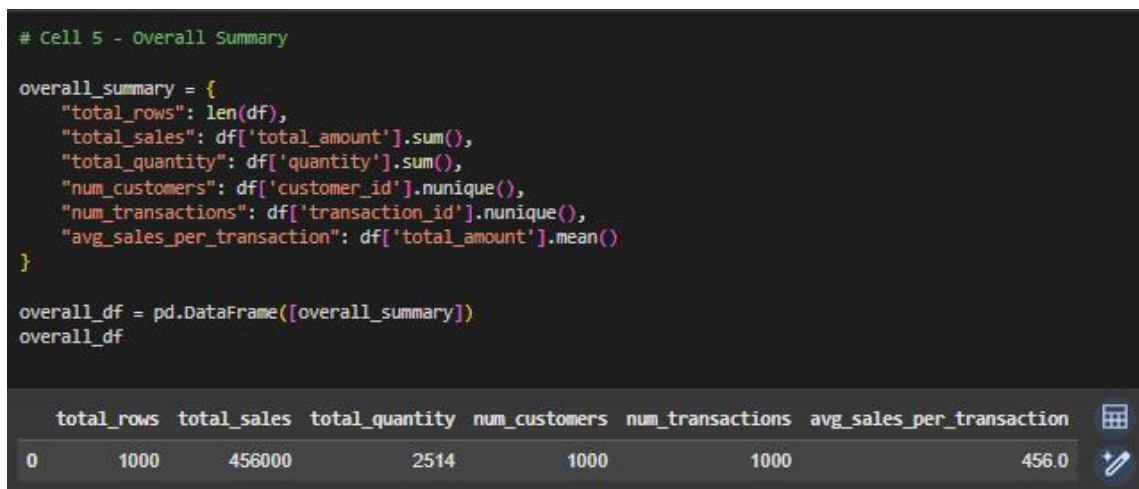 # Cell 5 - Overall Summary
overall_summary = {
"total_rows": len(df),
"total_sales": df['total_amount'].sum(),
"total_quantity": df['quantity'].sum(),
"num_customers": df['customer_id'].nunique(),
"num_transactions": df['transaction_id'].nunique(),
"avg_sales_per_transaction": df['total_amount'].mean()
}
overall_df = pd.DataFrame([overall_summary])
overall_df
total_rows total_sales total_quantity num_customers num_transactions avg_sales_per_transaction
0 1000 456000 2514 1000 1000 456.0